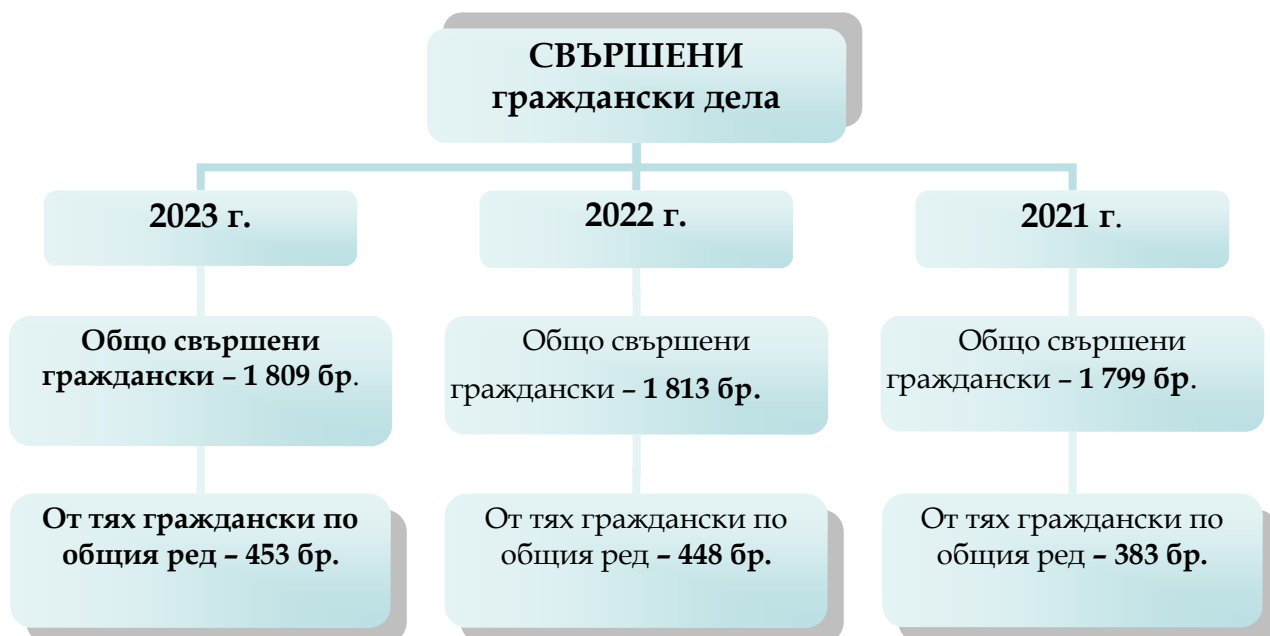 СВЪРШЕНИ
граждански дела
2023 г.
2022 г.
2021 г.
Общо свършени
граждански – 1 809 бр.
Общо свършени
граждански – 1 813 бр.
Общо свършени
граждански – 1 799 бр.
От тях граждански по
общия ред – 453 бр.
От тях граждански по
общия ред – 448 бр.
От тях граждански по
общия ред – 383 бр.